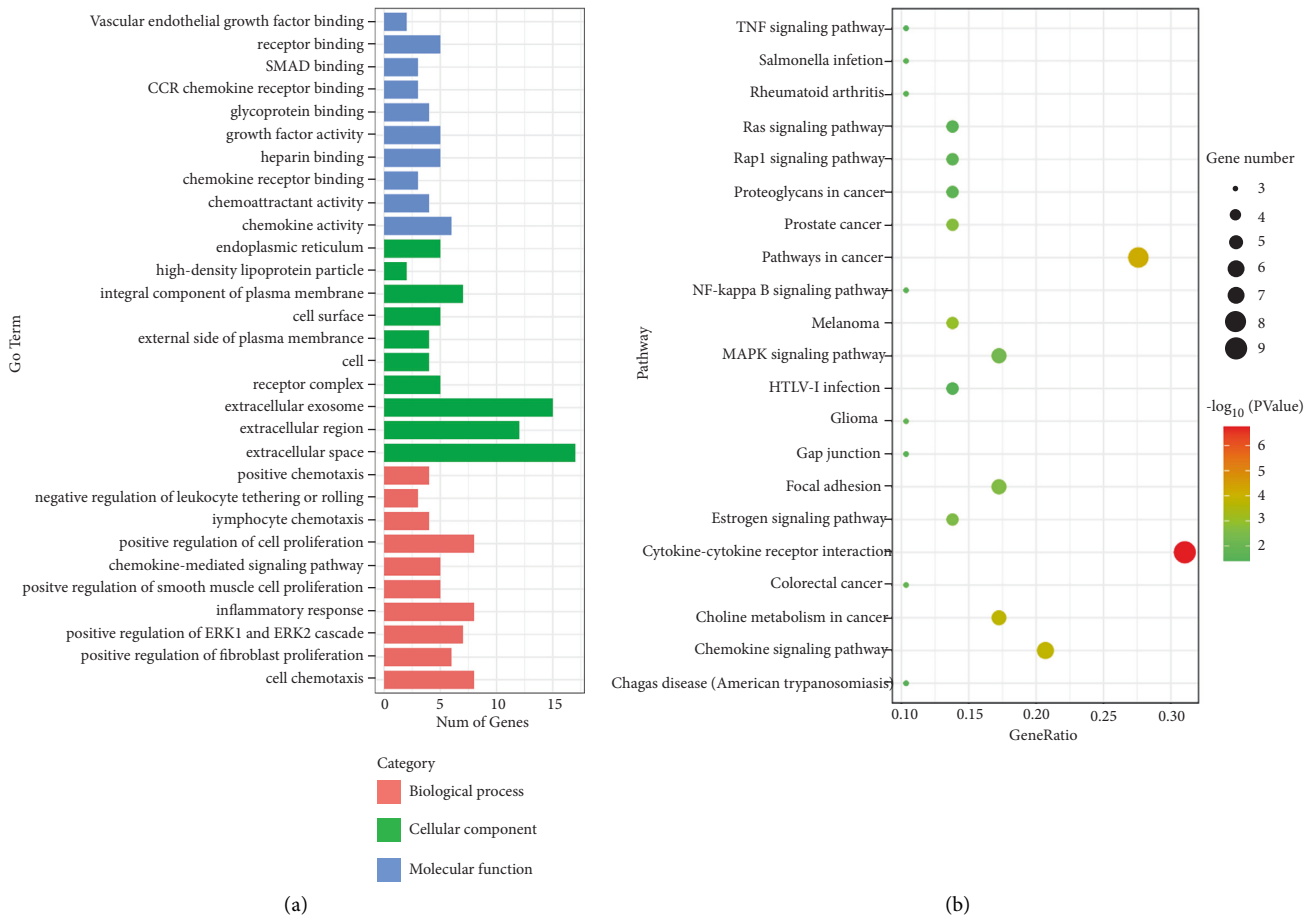 Go Term
Vascular endothelial growth factor binding
receptor binding
SMAD binding
CCR chemokine receptor binding
glycoprotein binding
growth factor activity
heparin binding
chemokine receptor binding
chemoattractant activity
chemokine activity
endoplasmic reticulum
high-density lipoprotein particle
integral component of plasma membrane
cell surface
external side of plasma membrance
cell
receptor complex
extracellular exosome
extracellular region
extracellular space
positive chemotaxis
negative regulation of leukocyte tethering or rolling
iymphocyte chemotaxis
positive regulation of cell proliferation
chemokine-mediated signaling pathway
positve regulation of smooth muscle cell proliferation
inflammatory response
positive regulation of ERK1 and ERK2 cascade
positive regulation of fibroblast proliferation
cell chemotaxis
0 5 10 15
Num of Genes
Category
Biological process
Cellular component
Molecular function
(a)
Pathway
TNF signaling pathway
Salmonella infetion
Rheumatoid arthritis
Ras signaling pathway
Rap1 signaling pathway
Proteoglycans in cancer
Prostate cancer
Pathways in cancer
NF-kappa B signaling pathway
Melanoma
MAPK signaling pathway
HTLV-I infection
Glioma
Gap junction
Focal adhesion
Estrogen signaling pathway
Cytokine-cytokine receptor interaction
Colorectal cancer
Choline metabolism in cancer
Chemokine signaling pathway
Chagas disease (American trypanosomiasis)
0.10 0.15 0.20 0.25 0.30
GeneRatio
Gene number
3
4
5
6
7
8
9
-log10 (PValue)
6
5
4
3
2
(b)